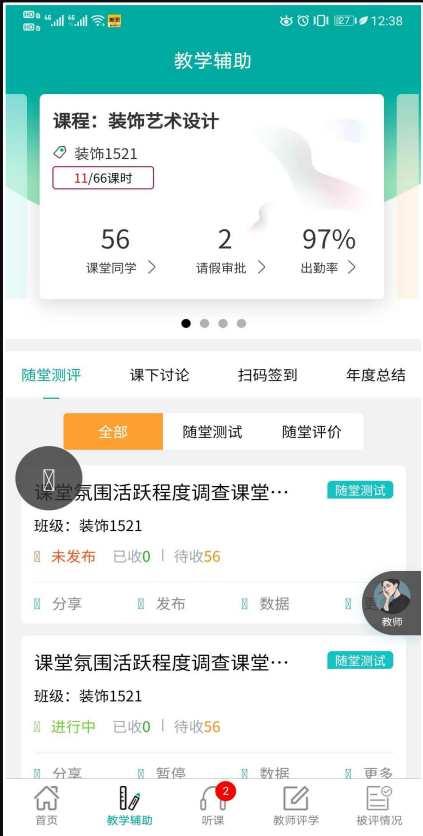 12:38
教学辅助
课程：装饰艺术设计
装饰1521
11/66课时
56 2 97%
课堂同学 请假审批 出勤率
随堂测评 课下讨论 扫码签到 年度总结
全部 随堂测试 随堂评价
课堂氛围活跃程度调查课堂… 随堂测试
班级：装饰1521
未发布 已收0 待收56
分享 发布 数据
教师
课堂氛围活跃程度调查课堂… 随堂测试
班级：装饰1521
进行中 已收0 待收56
分享 暂停 数据 更多
2
首页 教学辅助 听课 教师评学 被评情况